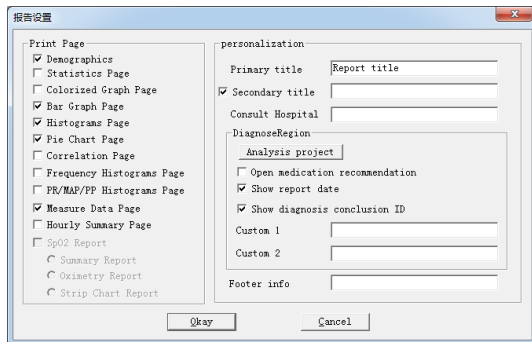 报告设置
Print Page
Demographics
Statistics Page
Colorized Graph Page
Bar Graph Page
Histograms Page
Pie Chart Page
Correlation Page
Frequency Histograms Page
PR/MAP/PP Histograms Page
Measure Data Page
Hourly Summary Page
SpO2 Report
Summary Report
Oximetry Report
Strip Chart Report
personalization
Primary title Report title
Secondary title
Consult Hospital
DiagnoseRegion
Analysis project
Open medication recommendation
Show report date
Show diagnosis conclusion ID
Custom 1
Custom 2
Footer info
Okay Cancel